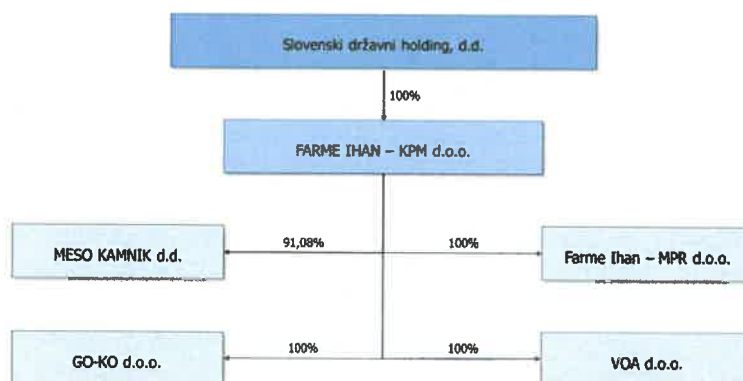 Slovenski državni holding, d.d.
100%
FARME IHAN – KPM d.o.o.
MESO KAMNIK d.d.
91,08%
100%
Farme Ihan – MPR d.o.o.
GO-KO d.o.o.
100%
100%
VOA d.o.o.